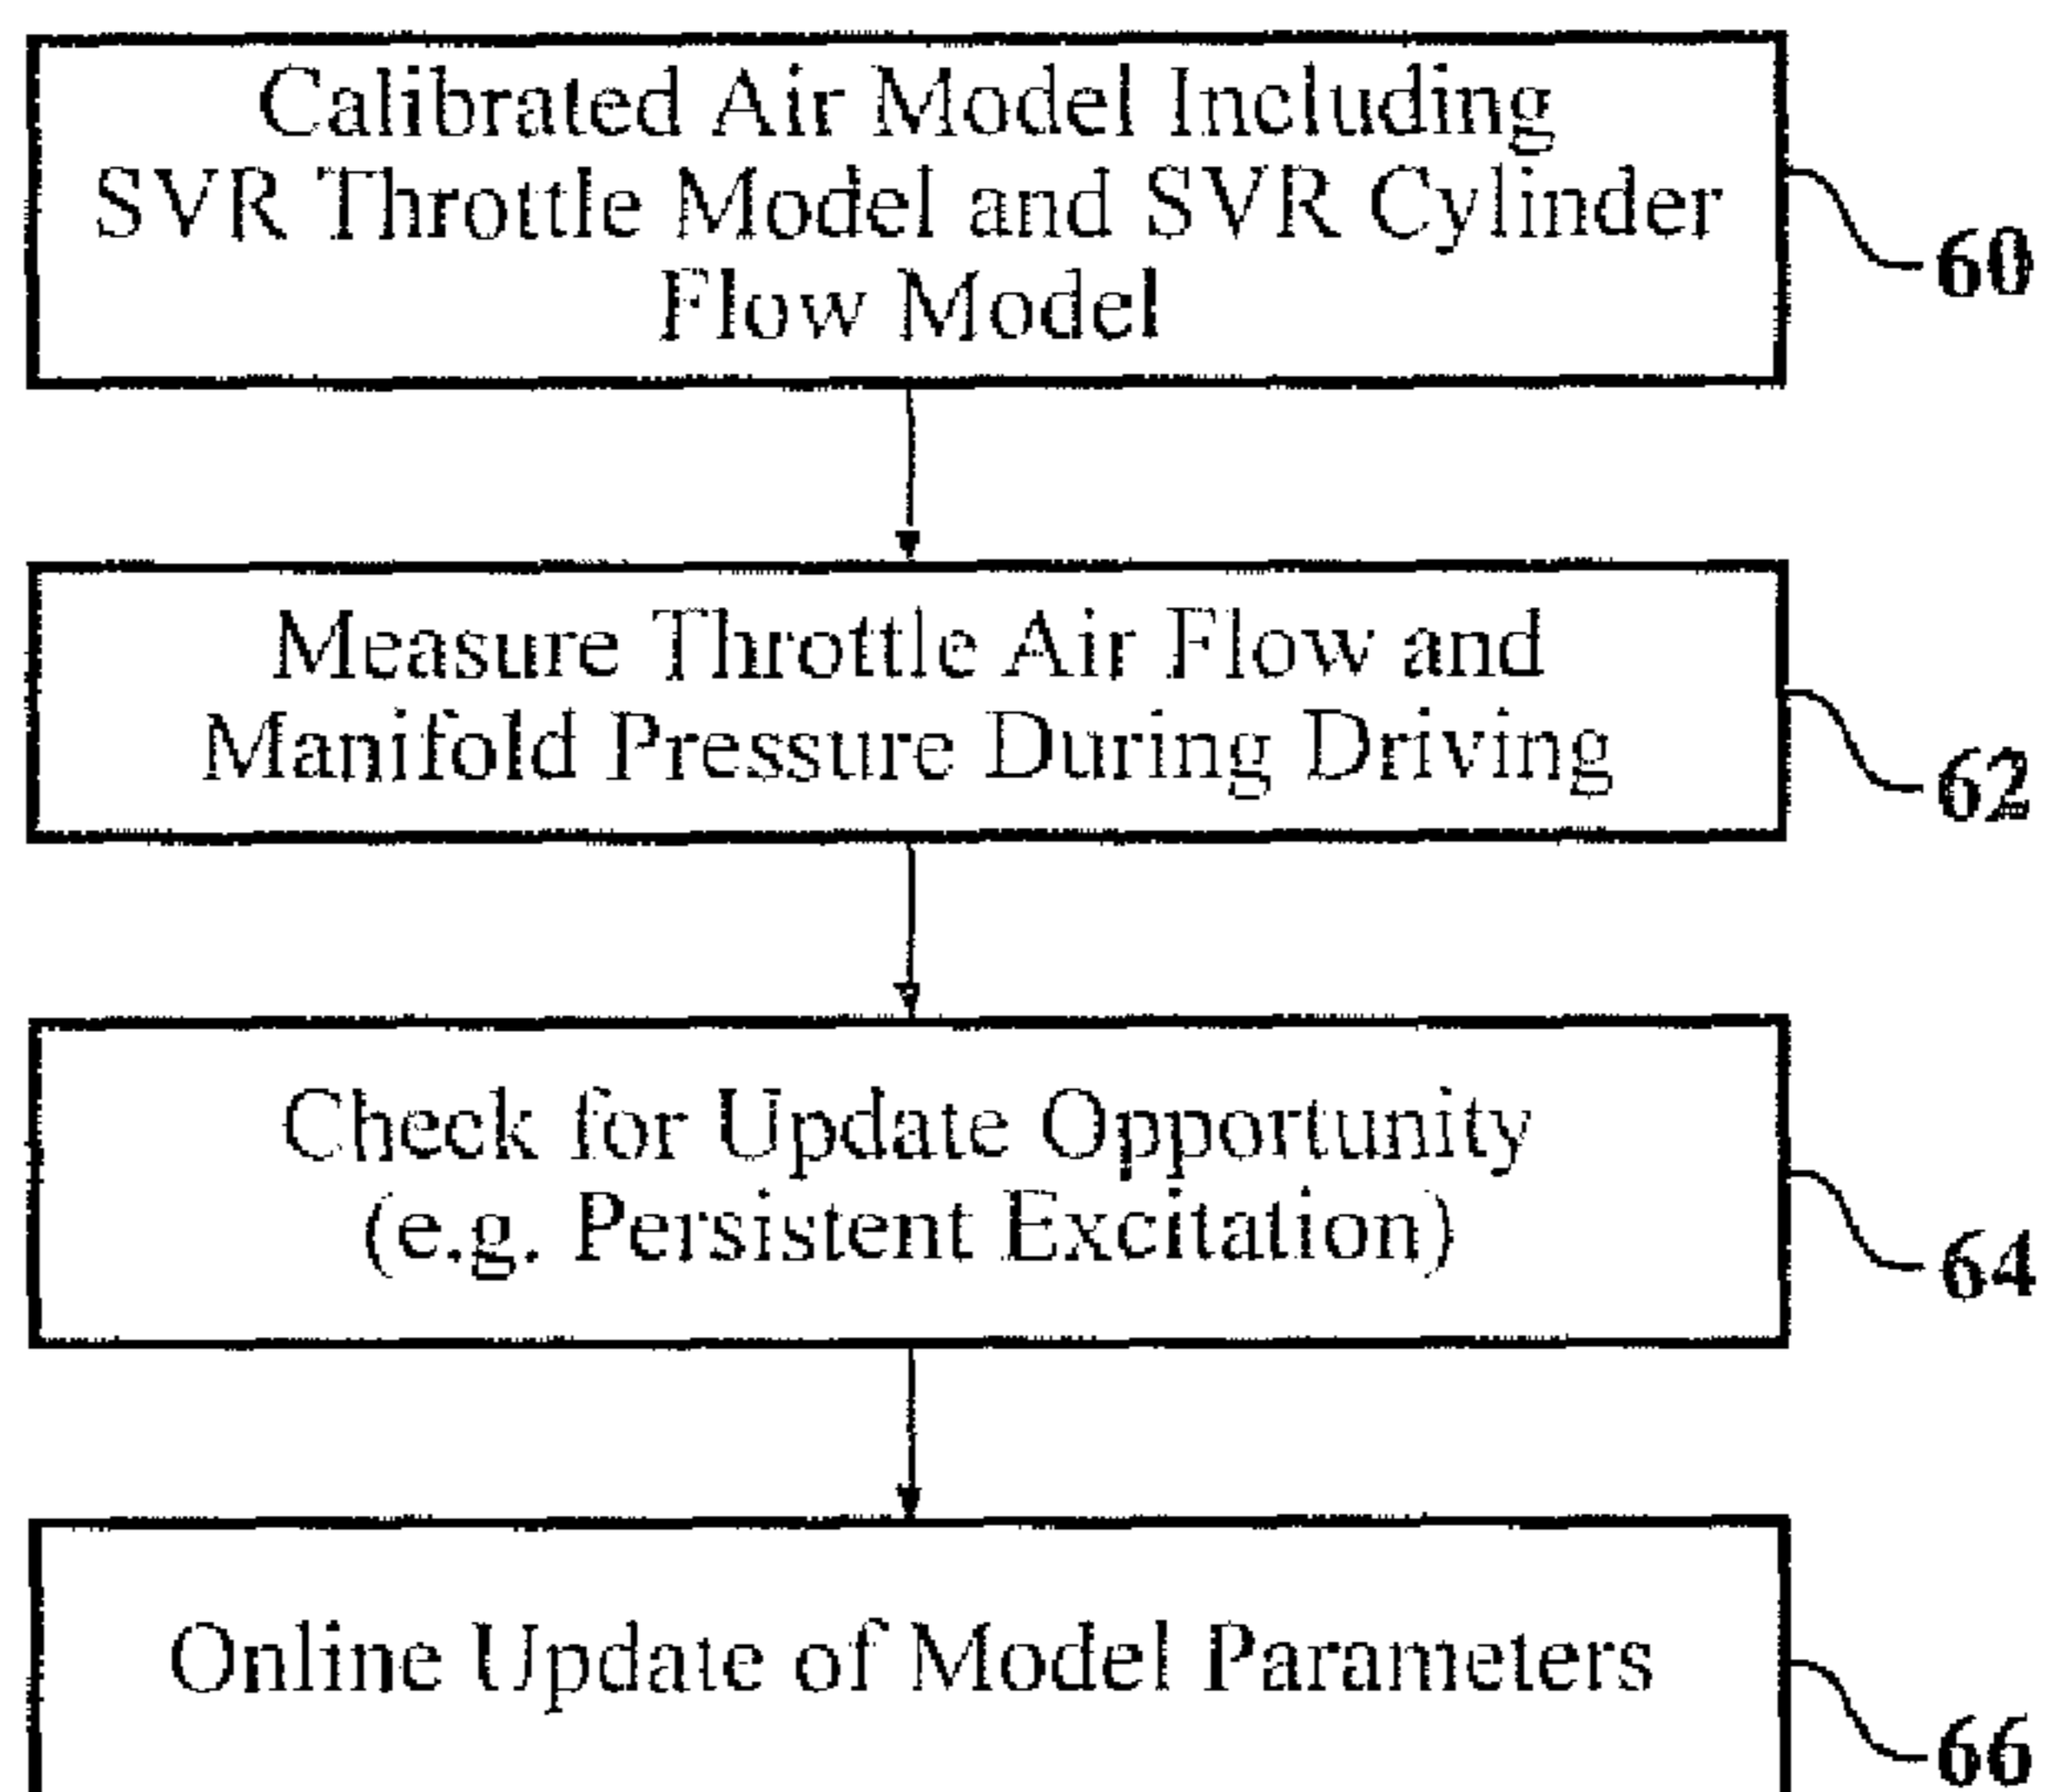 Calibrated Air Model Including
SVR Throttle Model and SVR Cylinder
Flow Model
60
Measure Throttle Air Flow and
Manifold Pressure During Driving
62
Check for Update Opportunity
(e.g. Persistent Excitation)
64
Online Update of Model Parameters
66